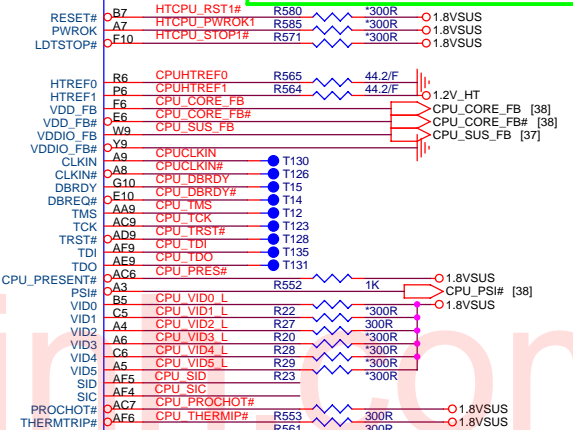 RESET# B7 HTCPU_RST1# R580 *300R 1.8VSUS
PWROK A7 HTCPU_PWROK1 R585 *300R 1.8VSUS
LDTSTOP# F10 HTCPU_STOP1# R571 *300R 1.8VSUS
HTREF0 R6 CPUHTREF0 R565 44.2/F
HTREF1 P6 CPUHTREF1 R564 44.2/F 1.2V_HT
VDD_FB F6 CPU_CORE_FB CPU_CORE_FB [38]
VDD_FB# E6 CPU_CORE_FB# CPU_CORE_FB# [38]
VDDIO_FB W9 CPU_SUS_FB CPU_SUS_FB [37]
VDDIO_FB# Y9
CLKIN A9 CPUCLKIN T130
CLKIN# A8 CPUCLKIN# T126
DBRDY G10 CPU_DBRDY T15
DBREQ# E10 CPU_DBRDY# T14
TMS AA9 CPU_TMS T12
TCK AC9 CPU_TCK T123
TRST# AD9 CPU_TRST# T128
TDI AF9 CPU_TDI T135
TDO AE9 CPU_TDO T131
CPU_PRESENT# AC6 CPU_PRES# 1.8VSUS
PSI# A3 R552 1K CPU_PSI# [38]
VID0 B5 CPU_VID0_L 1.8VSUS
VID1 C5 CPU_VID1_L R22 *300R
VID2 A4 CPU_VID2_L R27 300R
VID3 A6 CPU_VID3_L R20 *300R
VID4 C6 CPU_VID4_L R28 *300R
VID5 A5 CPU_VID5_L R29 *300R
SID AF5 CPU_SID R23 *300R
SIC AF4 CPU_SIC
PROCHOT# AC7 CPU_PROCHOT# 1.8VSUS
THERMTRIP# AF6 CPU_THERMIP# R553 300R 1.8VSUS
R561 300R